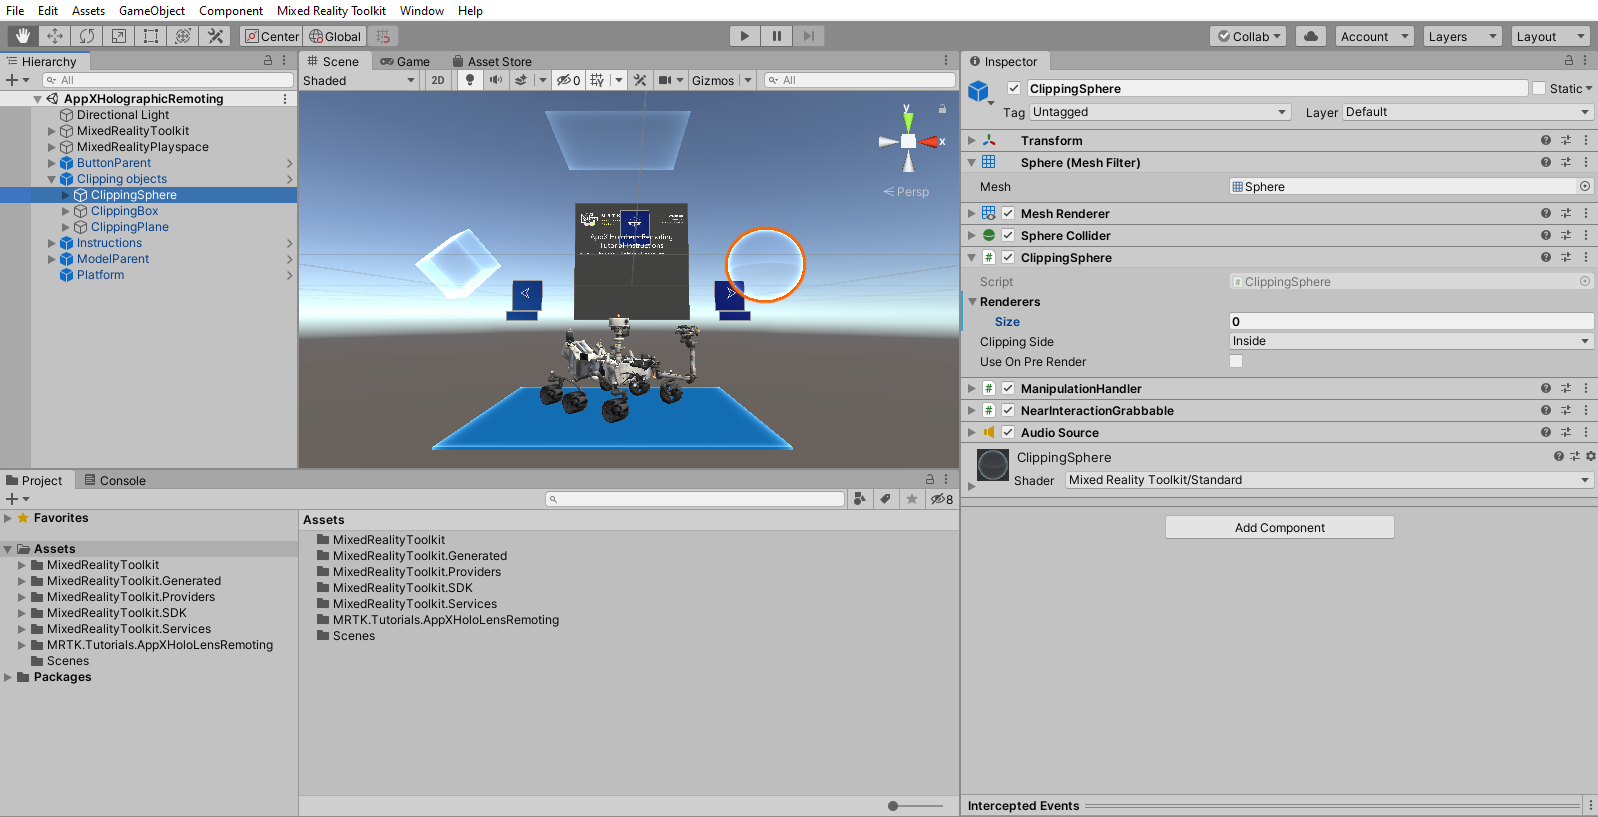 File Edit Assets GameObject Component Mixed Reality Toolkit Window Help
Center Global Collab Account Layers Layout
Hierarchy
All
AppXHolographicRemoting
Directional Light
MixedRealityToolkit
MixedRealityPlayspace
ButtonParent
Clipping objects
ClippingSphere
ClippingBox
ClippingPlane
Instructions
ModelParent
Platform
Scene Game Asset Store
Shaded 2D 0 Gizmos All
y
x
Persp
Tutorial Instructions
Inspector
ClippingSphere Static
Tag Untagged Layer Default
Transform
Sphere (Mesh Filter)
Mesh Sphere
Mesh Renderer
Sphere Collider
ClippingSphere
Script ClippingSphere
Renderers
Size 0
Clipping Side Inside
Use On Pre Render
ManipulationHandler
NearInteractionGrabbable
Audio Source
ClippingSphere
Shader Mixed Reality Toolkit/Standard
Add Component
Intercepted Events
Project Console
8
Favorites
Assets
MixedRealityToolkit
MixedRealityToolkit.Generated
MixedRealityToolkit.Providers
MixedRealityToolkit.SDK
MixedRealityToolkit.Services
MRTK.Tutorials.AppXHoloLensRemoting
Scenes
Packages
Assets
MixedRealityToolkit
MixedRealityToolkit.Generated
MixedRealityToolkit.Providers
MixedRealityToolkit.SDK
MixedRealityToolkit.Services
MRTK.Tutorials.AppXHoloLensRemoting
Scenes